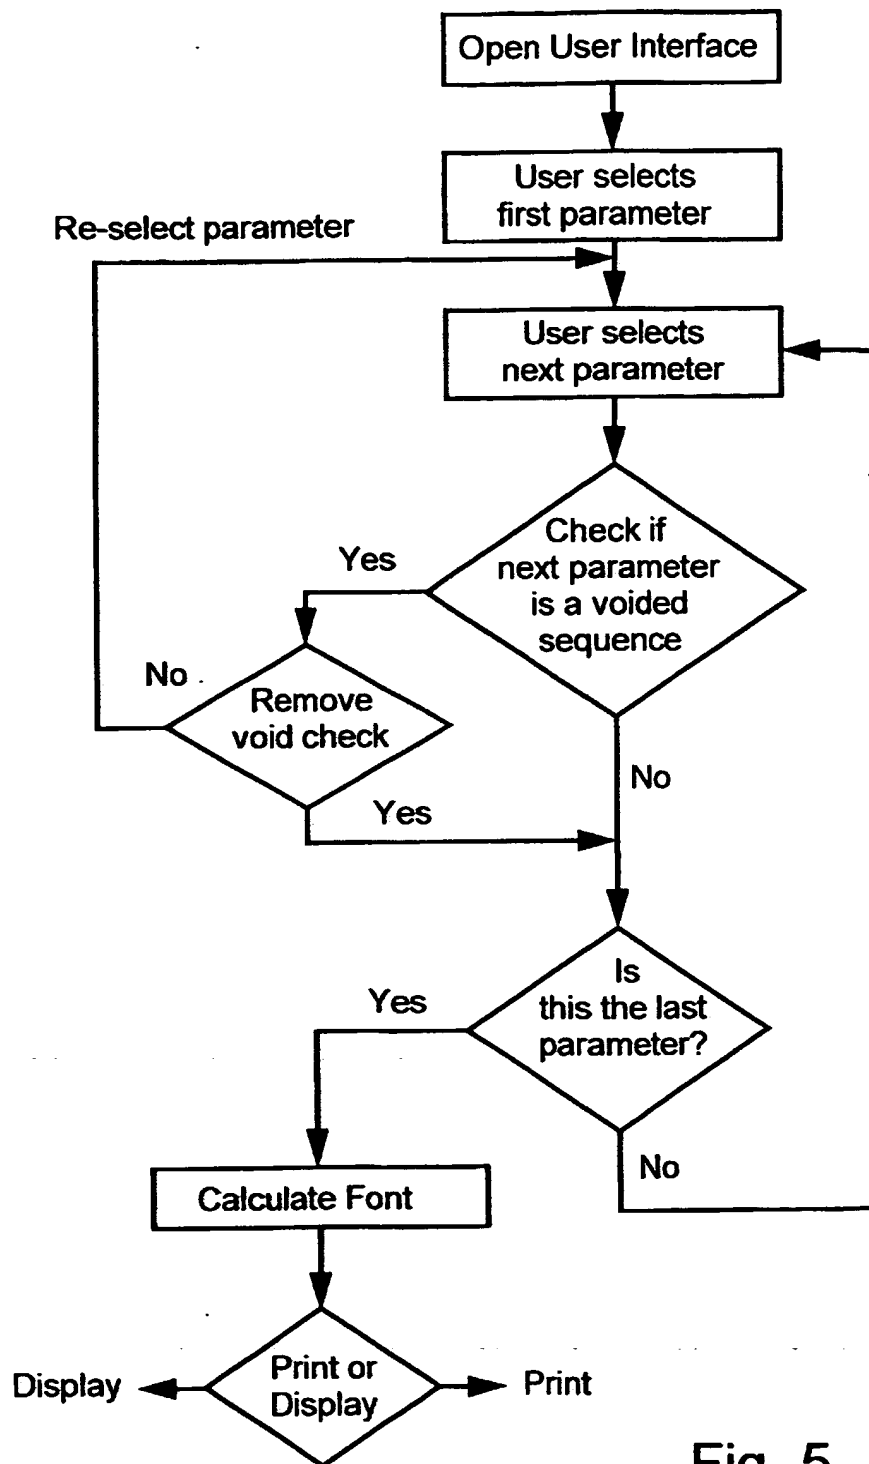 Open User Interface
User selects
first parameter
Re-select parameter
User selects
next parameter
Check if
next parameter
is a voided
sequence
Yes
No
Remove
void check
No
Yes
Is
this the last
parameter?
Yes
No
Calculate Font
Print or
Display
Display
Print
Fig. 5